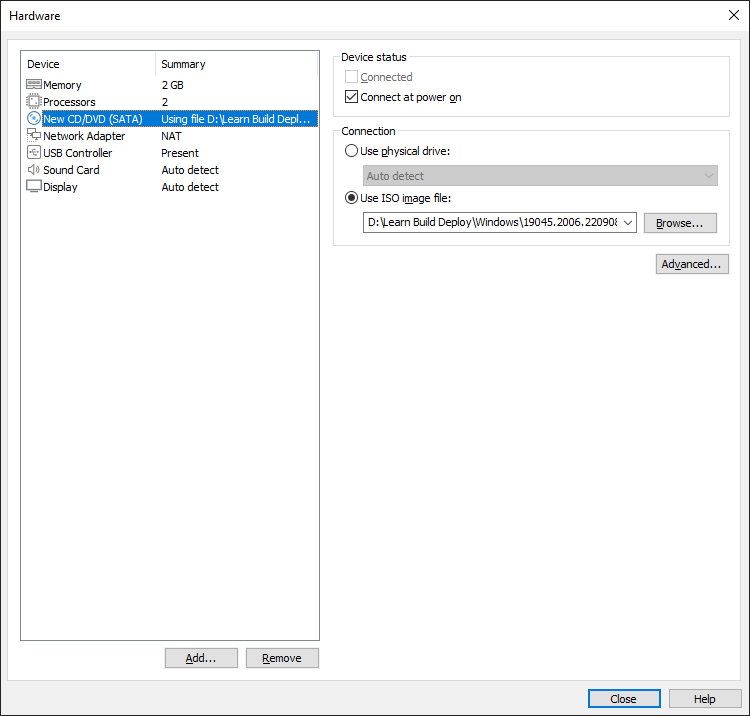 Hardware
Device Summary
Memory 2 GB
Processors 2
New CD/DVD (SATA) Using file D:\Learn Build Depl...
Network Adapter NAT
USB Controller Present
Sound Card Auto detect
Display Auto detect
Add... Remove
Device status
Connected
Connect at power on
Connection
Use physical drive:
Auto detect
Use ISO image file:
D:\Learn Build Deploy\Windows\19045.2006.220908 Browse...
Advanced...
Close Help